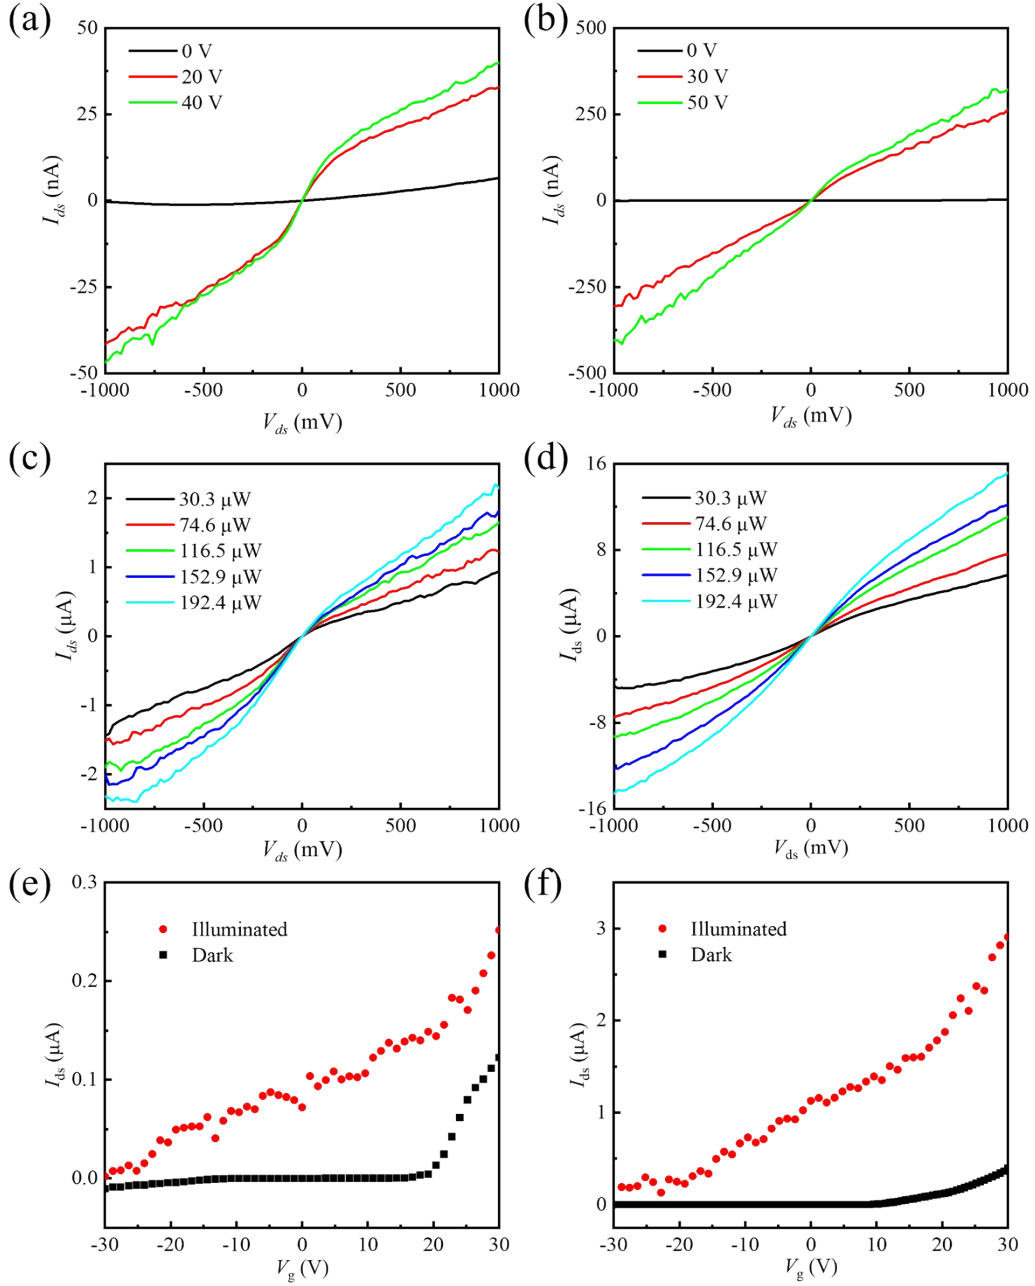 (a)
50
25
0
-25
-50
I_ds (nA)
0 V
20 V
40 V
-1000 -500 0 500 1000
V_ds (mV)
(b)
500
250
0
-250
-500
I_ds (nA)
0 V
30 V
50 V
-1000 -500 0 500 1000
V_ds (mV)
(c)
2
1
0
-1
-2
I_ds (µA)
30.3 µW
74.6 µW
116.5 µW
152.9 µW
192.4 µW
-1000 -500 0 500 1000
V_ds (mV)
(d)
16
8
0
-8
-16
I_ds (µA)
30.3 µW
74.6 µW
116.5 µW
152.9 µW
192.4 µW
-1000 -500 0 500 1000
V_ds (mV)
(e)
0.3
0.2
0.1
0.0
I_ds (µA)
Illuminated
Dark
-30 -20 -10 0 10 20 30
V_g (V)
(f)
3
2
1
0
I_ds (µA)
Illuminated
Dark
-30 -20 -10 0 10 20 30
V_g (V)